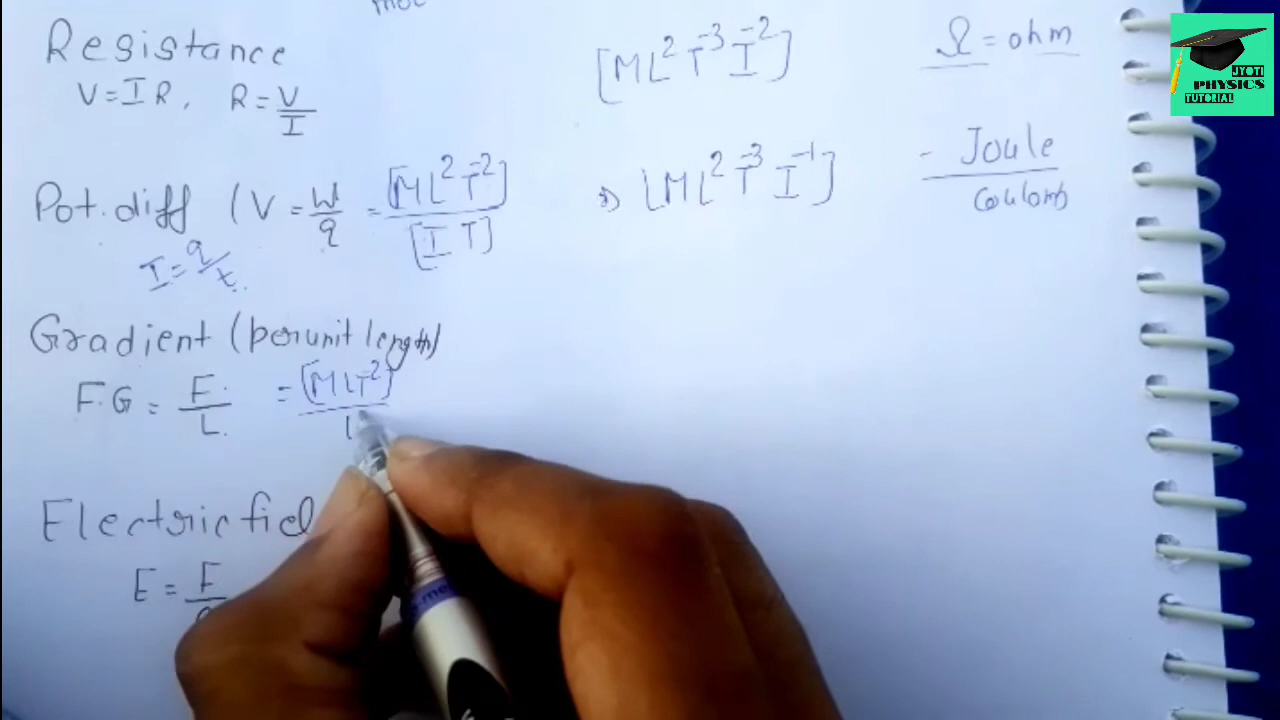 mol
Resistance [ML²T⁻³I⁻²] Ω = ohm
V=IR, R=V/I
Pot.diff (V = W/q = [ML²T⁻²]/[IT] ⇒ [ML²T⁻³I⁻¹] - Joule/Coulomb
I=q/t.
Gradient (per unit length)
F.G = F./L. = [MLT⁻²]/L
Electric fiel
E = F/
JYOTI
PHYSICS
TUTORIAL